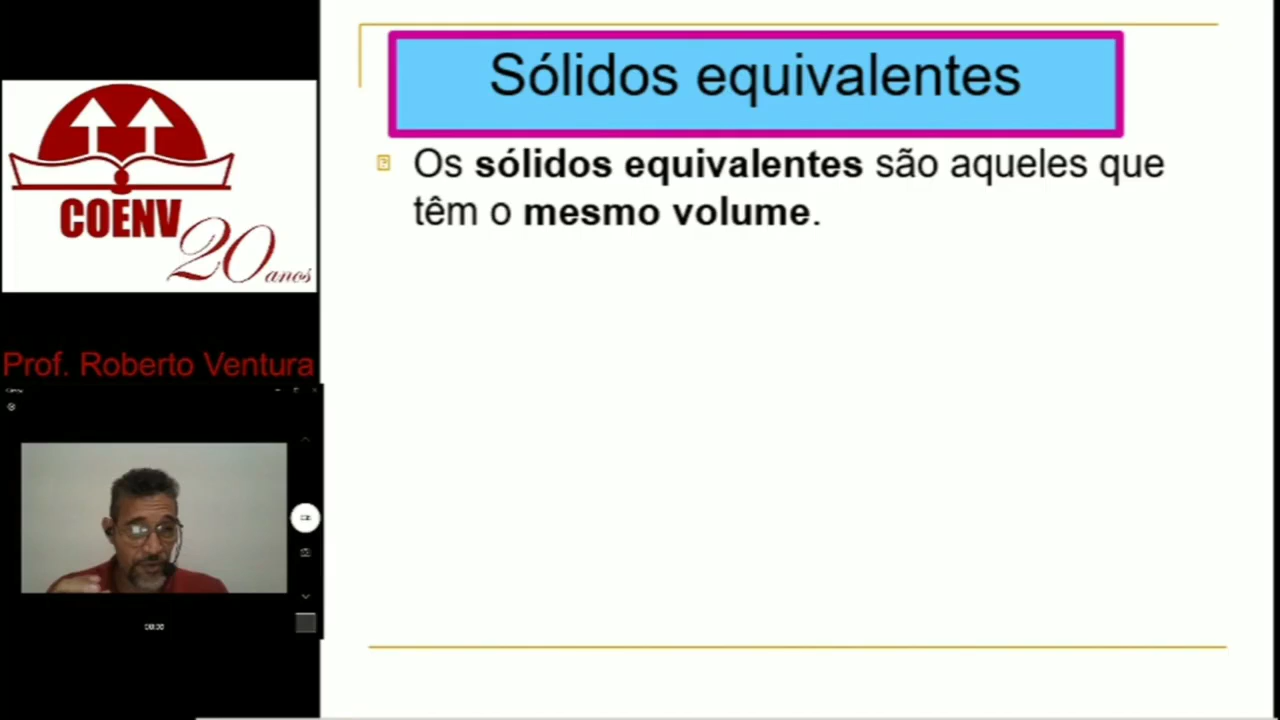 Sólidos equivalentes
Os sólidos equivalentes são aqueles que
têm o mesmo volume.
COENV
20 anos
Prof. Roberto Ventura